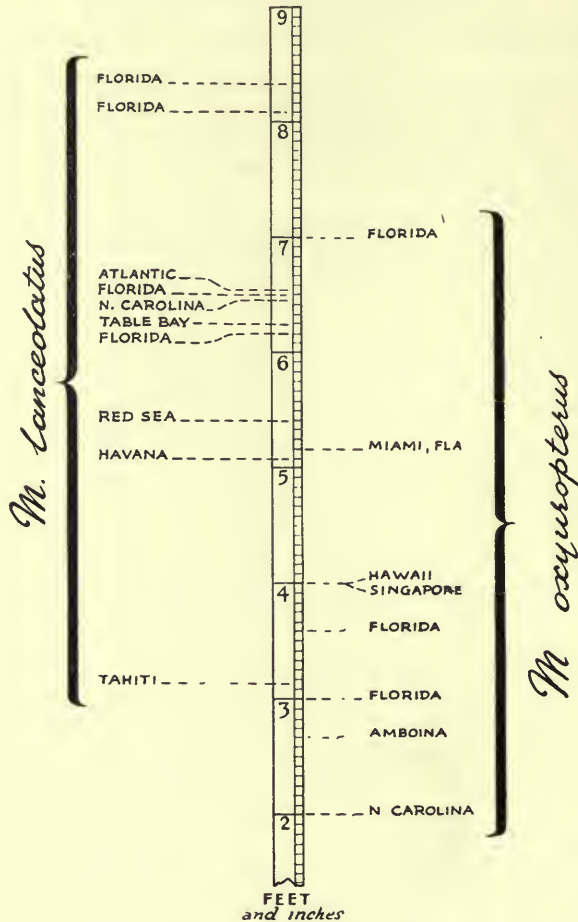 9
FLORIDA
FLORIDA
8
7
FLORIDA
ATLANTIC
FLORIDA
N. CAROLINA
TABLE BAY
FLORIDA
6
RED SEA
MIAMI, FLA
HAVANA
5
HAWAII
4
SINGAPORE
FLORIDA
TAHITI
FLORIDA
3
AMBOINA
N CAROLINA
2
FEET
and inches
M. lanceolatus
M oxyuropterus